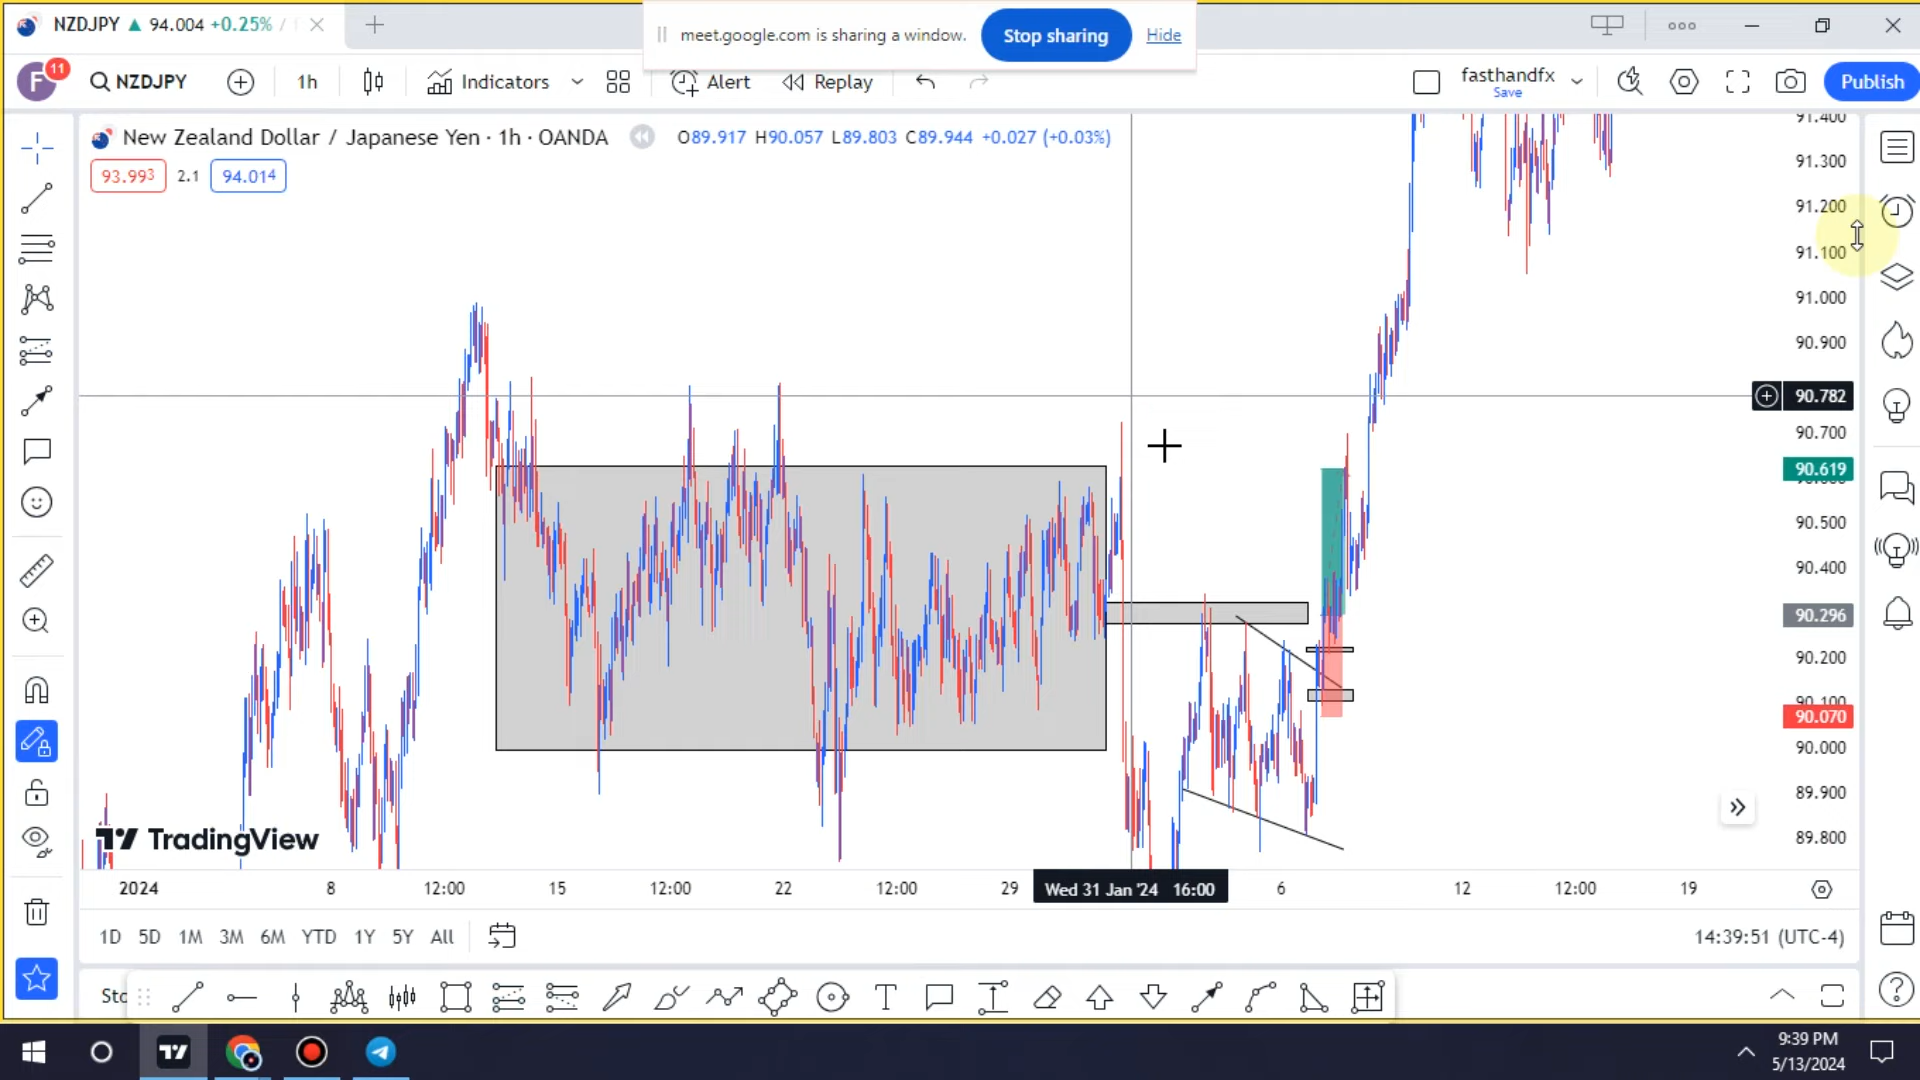 NZDJPY ▲ 94.004 +0.25% /
meet.google.com is sharing a window.
Stop sharing
Hide
F
11
NZDJPY
1h
Indicators
Alert
Replay
fasthandfx
Save
Publish
New Zealand Dollar / Japanese Yen · 1h · OANDA
O89.917 H90.057 L89.803 C89.944 +0.027 (+0.03%)
93.993
2.1
94.014
91.400
91.300
91.200
91.100
91.000
90.900
90.782
90.700
90.619
90.500
90.400
90.296
90.200
90.100
90.070
90.000
89.900
89.800
TradingView
2024
8
12:00
15
12:00
22
12:00
29
Wed 31 Jan '24 16:00
6
12
12:00
19
1D
5D
1M
3M
6M
YTD
1Y
5Y
All
14:39:51 (UTC-4)
Stc
9:39 PM
5/13/2024